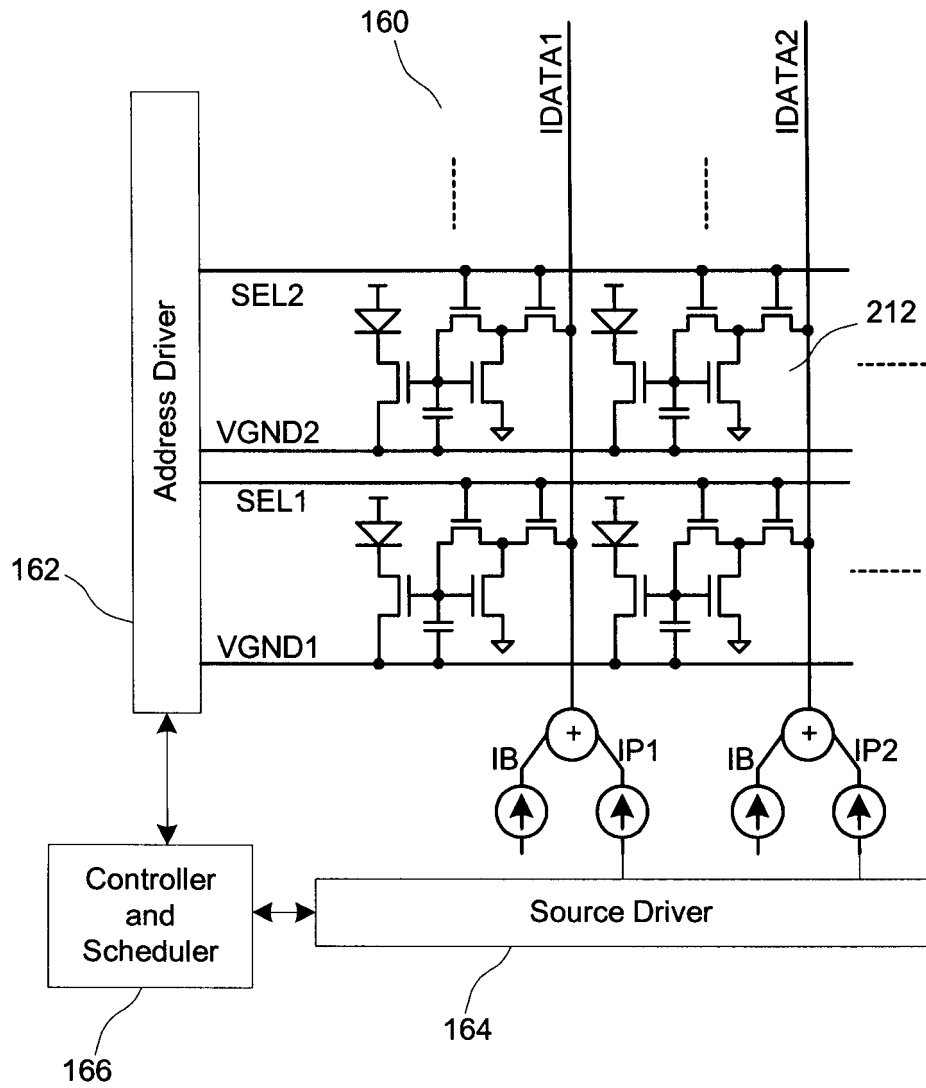 160
IDATA1
IDATA2
SEL2
212
Address Driver
VGND2
SEL1
162
VGND1
+
+
IB
IP1
IB
IP2
Controller
and
Scheduler
Source Driver
164
166